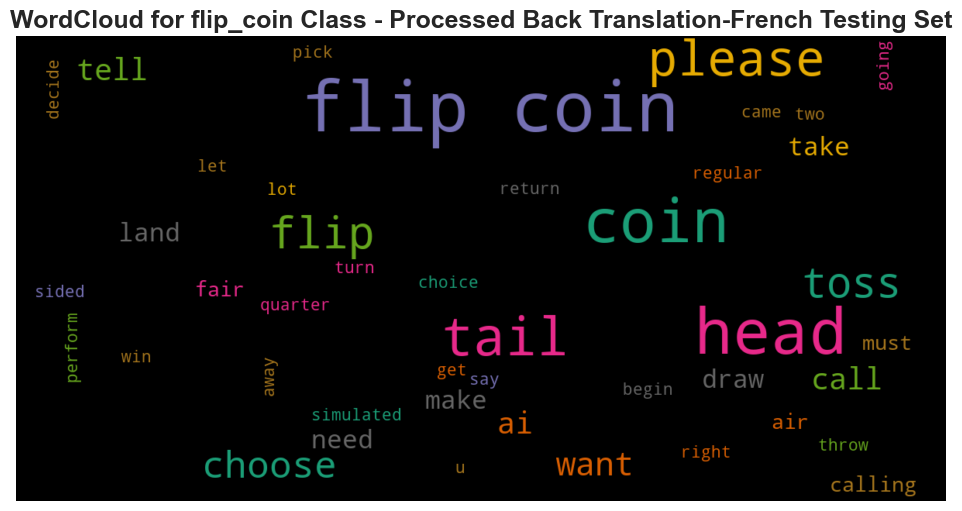 WordCloud for flip_coin Class - Processed Back Translation-French Testing Set
decide
tell
pick
flip coin
please
going
came
two
take
let
lot
return
regular
land
flip
coin
sided
fair
turn
quarter
choice
toss
perform
win
away
tail
head
must
get
say
make
begin
draw
call
simulated
need
ai
air
choose
u
want
right
throw
calling